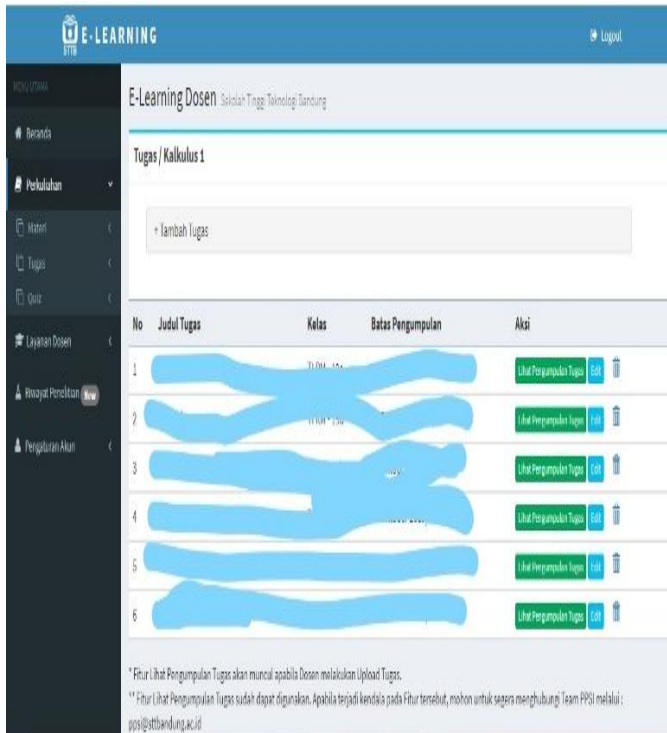 STTB
E-LEARNING
Logout
MENU UTAMA
Beranda
Perkuliahan
Materi
Tugas
Quiz
Layanan Dosen
Riwayat Penelitian New
Pengaturan Akun
E-Learning Dosen Sekolah Tinggi Teknologi Bandung
Tugas / Kalkulus 1
+ Tambah Tugas
No Judul Tugas Kelas Batas Pengumpulan Aksi
1 Lihat Pengumpulan Tugas Edit
2 Lihat Pengumpulan Tugas Edit
3 Lihat Pengumpulan Tugas Edit
4 Lihat Pengumpulan Tugas Edit
5 Lihat Pengumpulan Tugas Edit
6 Lihat Pengumpulan Tugas Edit
* Fitur Lihat Pengumpulan Tugas akan muncul apabila Dosen melakukan Upload Tugas.
** Fitur Lihat Pengumpulan Tugas sudah dapat digunakan. Apabila terjadi kendala pada Fitur tersebut, mohon untuk segera menghubungi Team PPSI melalui :
ppsi@sttbandung.ac.id